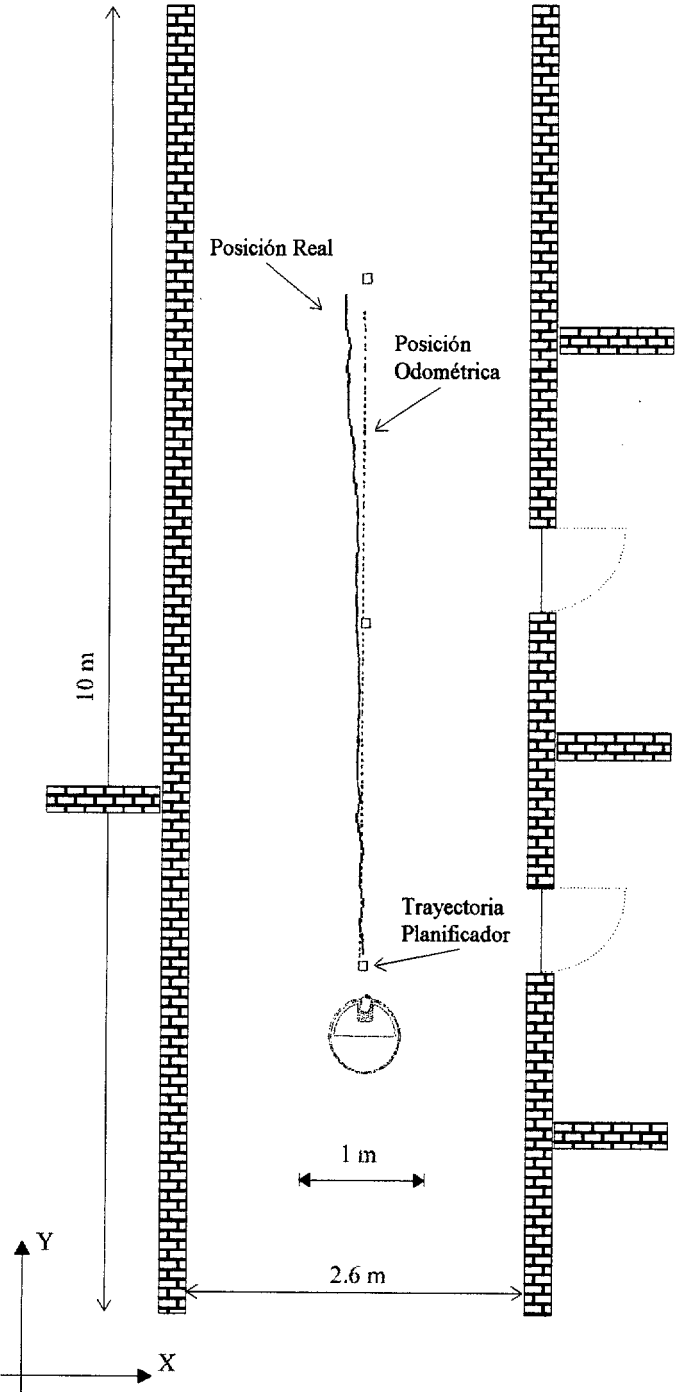 Posición Real
Posición
Odométrica
10 m
Trayectoria
Planificador
1 m
Y
2.6 m
X